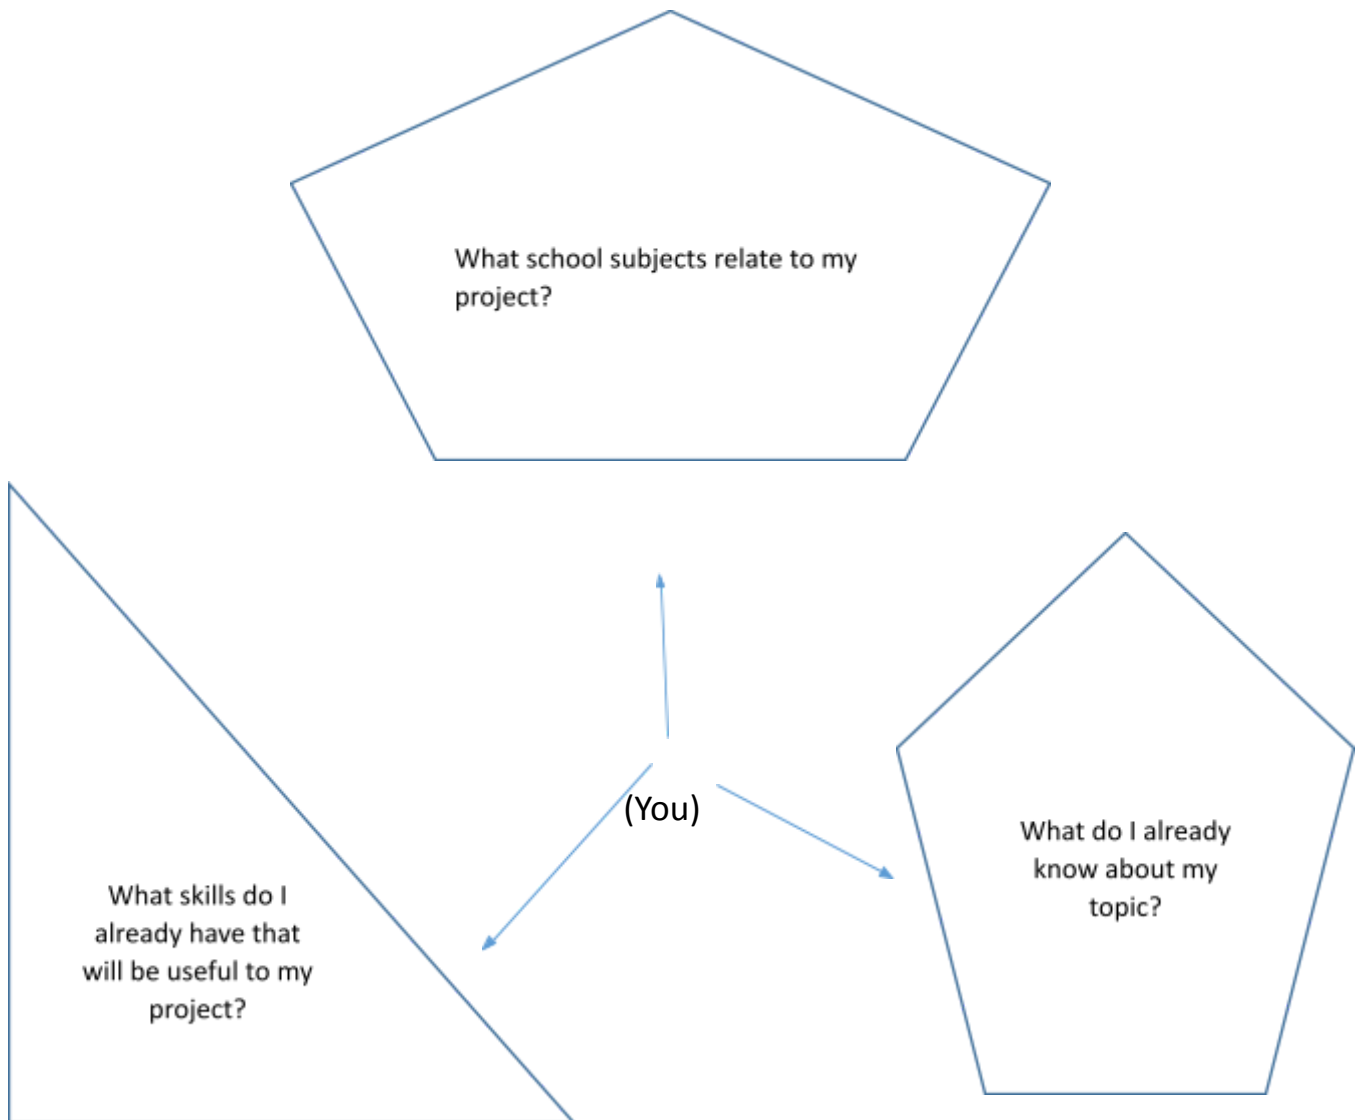 What school subjects relate to my
project?
(You)
What do I already
know about my
topic?
What skills do I
already have that
will be useful to my
project?